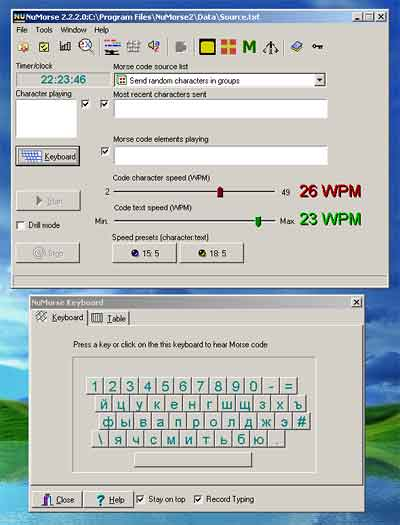 NuMorse 2.2.2.0:C:\Program Files\NuMorse2\Data\Source.txt
File Tools Window Help
Timer/clock Morse code source list
22:23:46 Send random characters in groups
Character playing Most recent characters sent
Morse code elements playing
Keyboard
Code character speed (WPM)
2 49 26 WPM
Start
Code text speed (WPM)
Min. Max. 23 WPM
Drill mode
Speed presets (character:text)
Stop 15: 5 18: 5
NuMorse Keyboard
Keyboard Table
Press a key or click on the this keyboard to hear Morse code
1 2 3 4 5 6 7 8 9 0 - =
й ц у к е н г ш щ з х ъ
ф ы в а п р о л д ж э #
\ я ч с м и т ь б ю .
Close Help Stay on top Record Typing